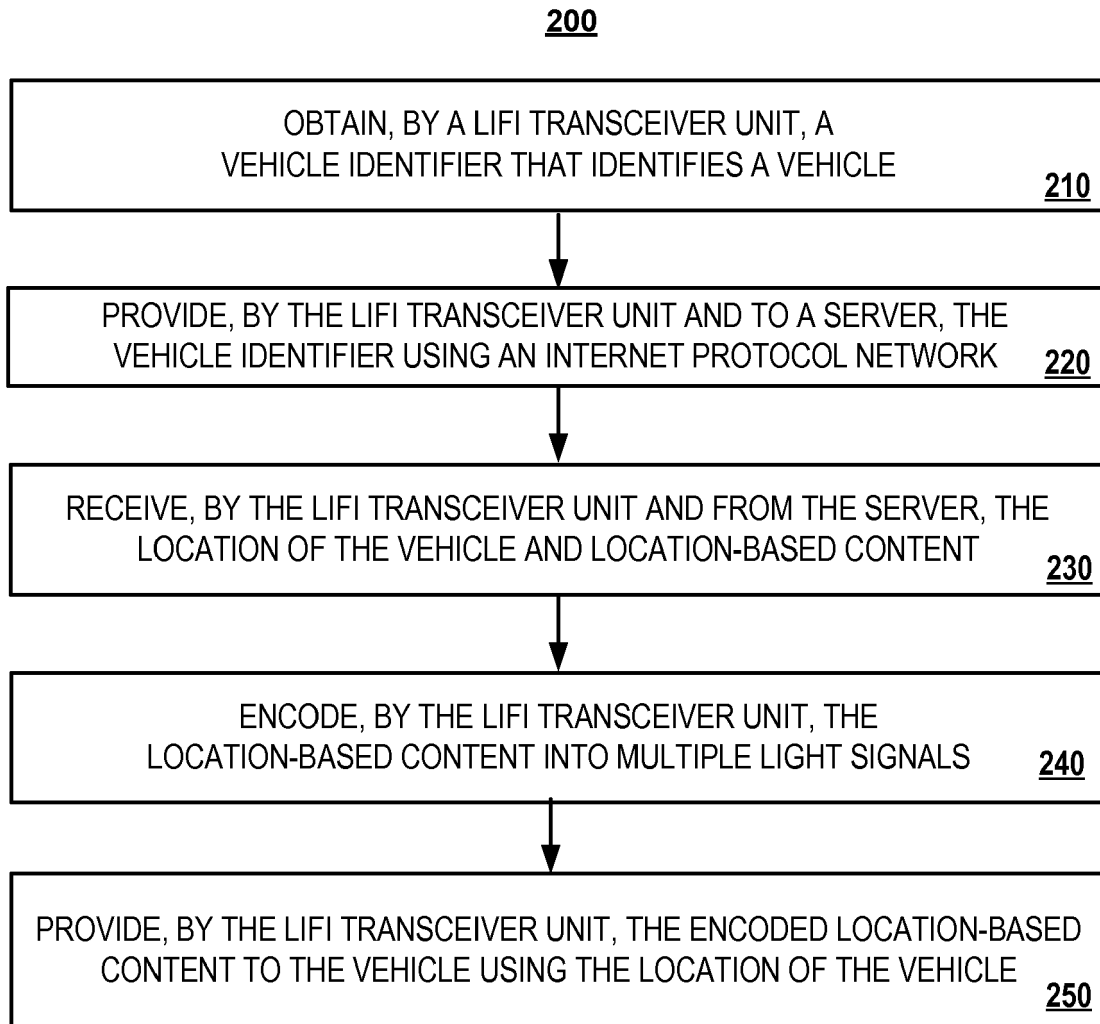 200
OBTAIN, BY A LIFI TRANSCEIVER UNIT, A
VEHICLE IDENTIFIER THAT IDENTIFIES A VEHICLE
210
PROVIDE, BY THE LIFI TRANSCEIVER UNIT AND TO A SERVER, THE
VEHICLE IDENTIFIER USING AN INTERNET PROTOCOL NETWORK
220
RECEIVE, BY THE LIFI TRANSCEIVER UNIT AND FROM THE SERVER, THE
LOCATION OF THE VEHICLE AND LOCATION-BASED CONTENT
230
ENCODE, BY THE LIFI TRANSCEIVER UNIT, THE
LOCATION-BASED CONTENT INTO MULTIPLE LIGHT SIGNALS
240
PROVIDE, BY THE LIFI TRANSCEIVER UNIT, THE ENCODED LOCATION-BASED
CONTENT TO THE VEHICLE USING THE LOCATION OF THE VEHICLE
250